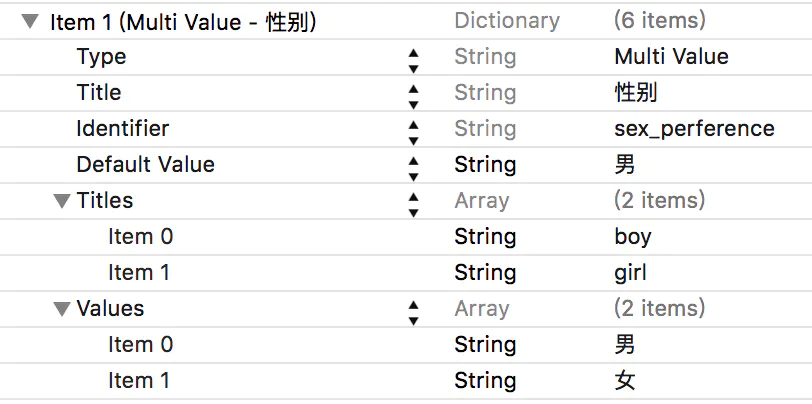 Item 1 (Multi Value - 性别) Dictionary (6 items)
Type String Multi Value
Title String 性别
Identifier String sex_perference
Default Value String 男
Titles Array (2 items)
Item 0 String boy
Item 1 String girl
Values Array (2 items)
Item 0 String 男
Item 1 String 女